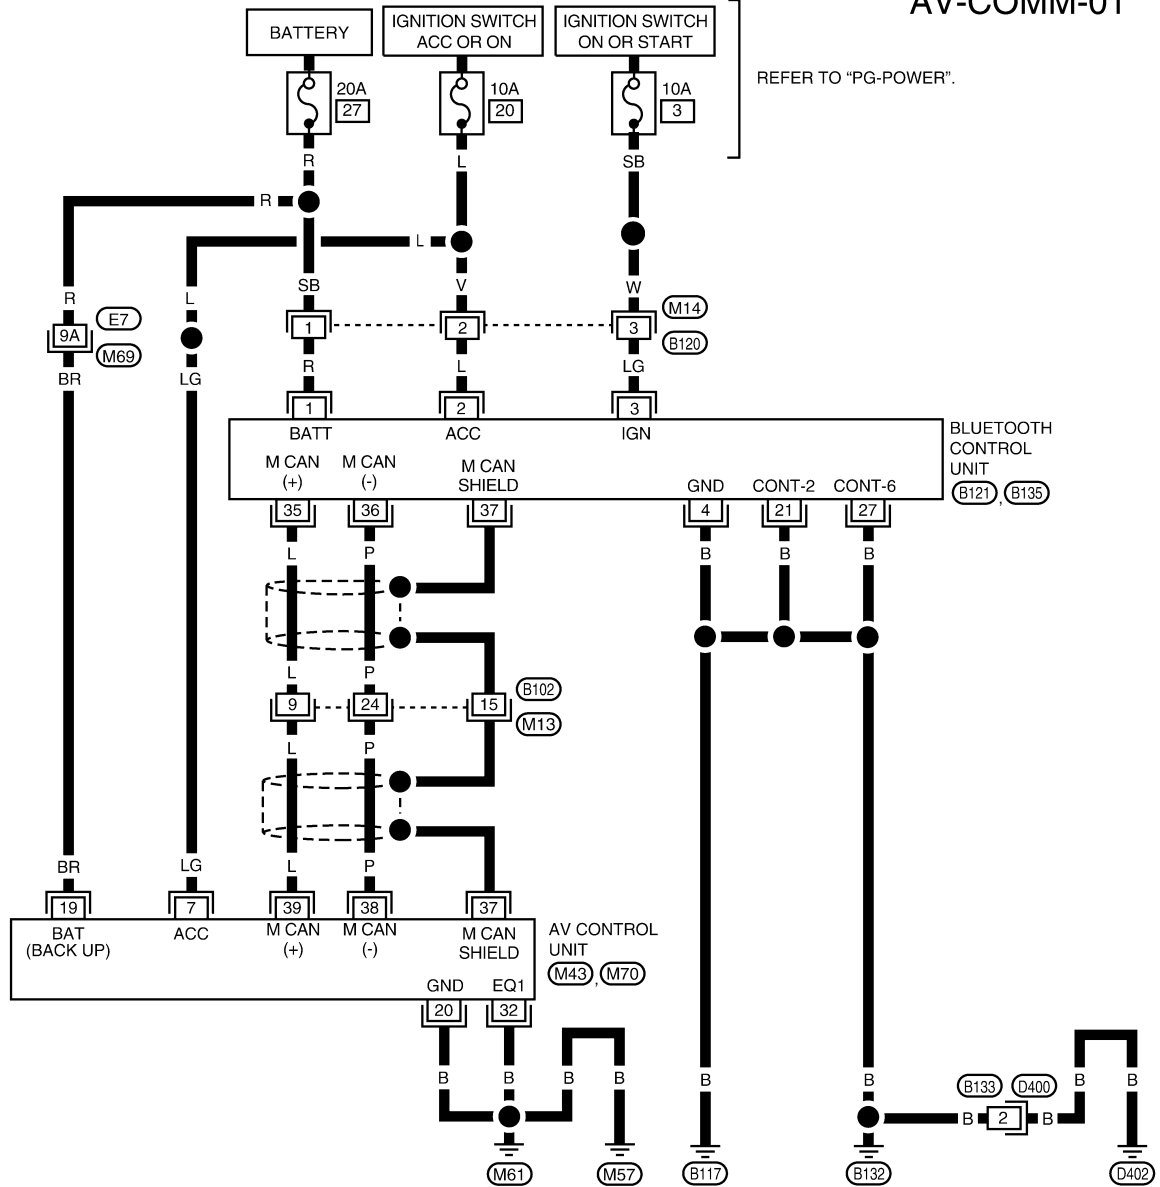 AV-COMM-01
BATTERY
IGNITION SWITCH
ACC OR ON
IGNITION SWITCH
ON OR START
REFER TO “PG-POWER”.
20A
27
10A
20
10A
3
R
L
SB
R
L
SB
V
W
R
L
E7
9A
M69
1
2
3
M14
B120
BR
LG
R
L
LG
1
2
3
BATT
ACC
IGN
BLUETOOTH
CONTROL
UNIT
B121, B135
M CAN
(+)
M CAN
(-)
M CAN
SHIELD
GND
CONT-2
CONT-6
35
36
37
4
21
27
L
P
B
B
B
L
P
9
24
15
B102
M13
L
P
BR
LG
L
P
19
7
39
38
37
BAT
(BACK UP)
ACC
M CAN
(+)
M CAN
(-)
M CAN
SHIELD
AV CONTROL
UNIT
M43, M70
GND
EQ1
20
32
B
B
B
B
B
B
B133
D400
B
2
B
B
B
M61
M57
B117
B132
D402